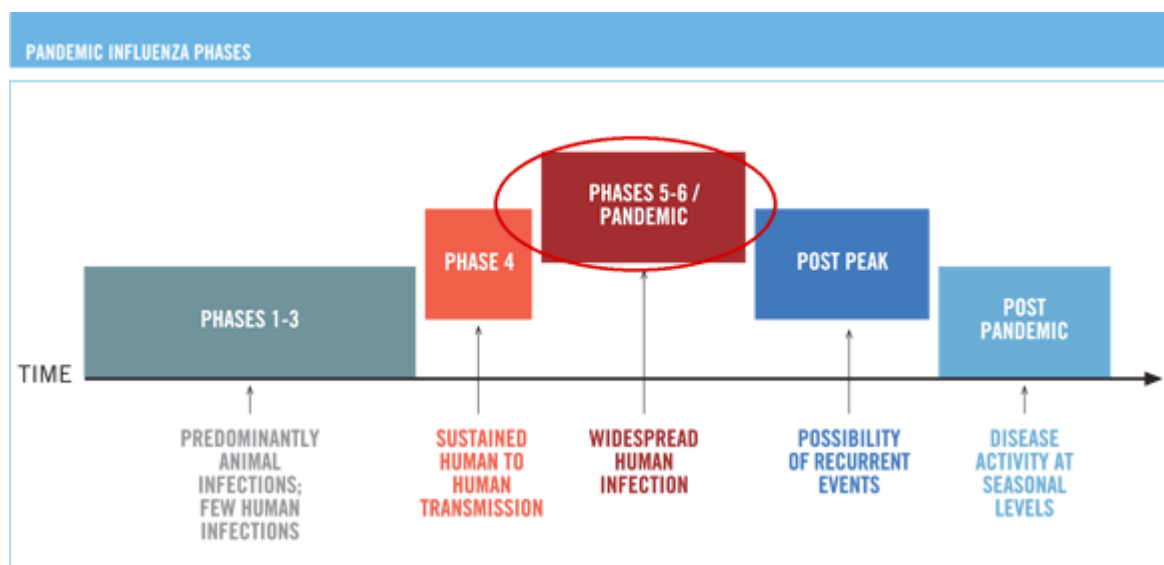 PANDEMIC INFLUENZA PHASES
PHASES 5-6 /
PANDEMIC
PHASE 4
POST PEAK
PHASES 1-3
POST
PANDEMIC
TIME
PREDOMINANTLY
ANIMAL
INFECTIONS;
FEW HUMAN
INFECTIONS
SUSTAINED
HUMAN TO
HUMAN
TRANSMISSION
WIDESPREAD
HUMAN
INFECTION
POSSIBILITY
OF RECURRENT
EVENTS
DISEASE
ACTIVITY AT
SEASONAL
LEVELS